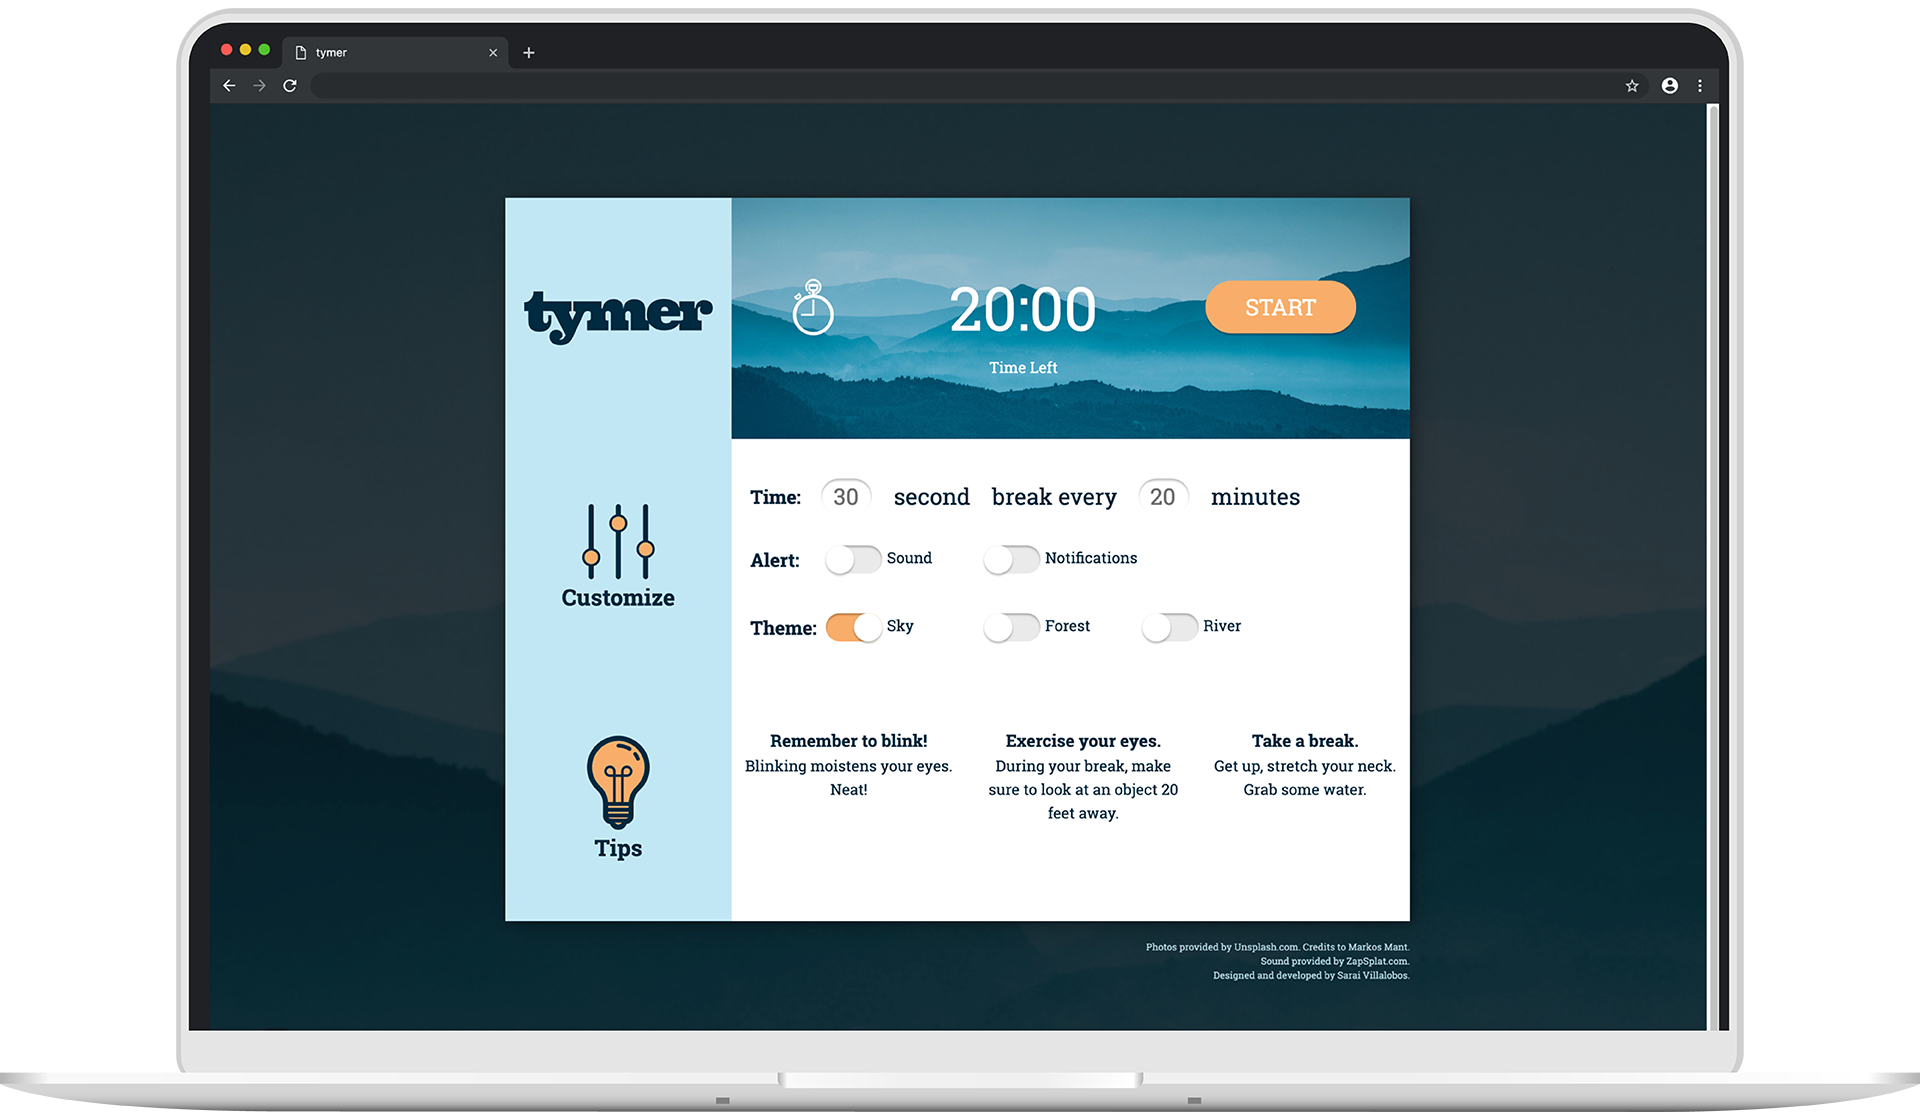 tymer
tymer
20:00
START
Time Left
Time: 30 second break every 20 minutes
Alert: Sound Notifications
Customize
Theme: Sky Forest River
Remember to blink!
Blinking moistens your eyes.
Neat!
Exercise your eyes.
During your break, make
sure to look at an object 20
feet away.
Take a break.
Get up, stretch your neck.
Grab some water.
Tips
Photos provided by Unsplash.com. Credits to Markos Mant.
Sound provided by ZapSplat.com.
Designed and developed by Sarai Villalobos.